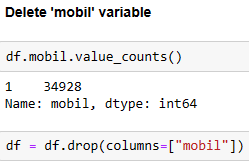 Delete 'mobil' variable
df.mobil.value_counts()
1    34928
Name: mobil, dtype: int64
df = df.drop(columns=["mobil"])